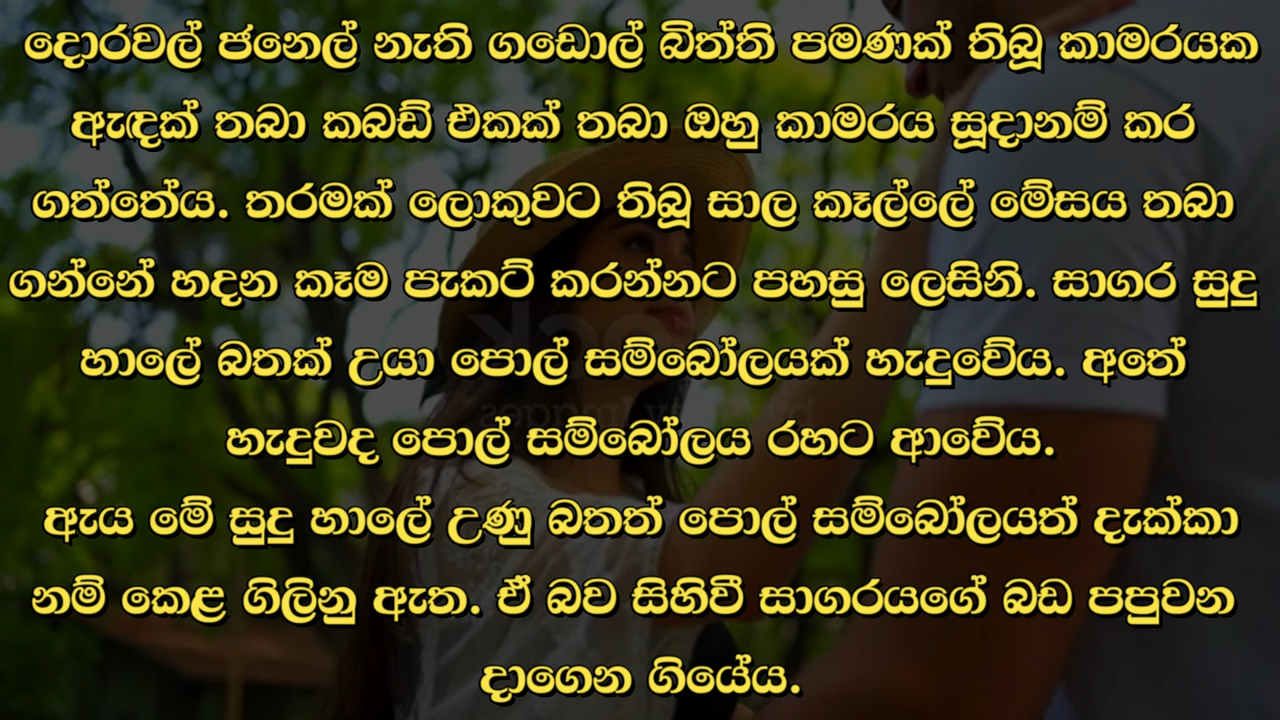 දොරවල් ජනෙල් නැති ගඩොල් බිත්ති පමණක් තිබූ කාමරයක
ඇඳක් තබා කබඩ් එකක් තබා ඔහු කාමරය සූදානම් කර
ගත්තේය. තරමක් ලොකුවට තිබූ සාල කෑල්ලේ මේසය තබා
ගන්නේ හදන කෑම පැකට් කරන්නට පහසු ලෙසිනි. සාගර සුදු
හාලේ බතක් උයා පොල් සම්බෝලයක් හැදුවේය. අතේ
හැදුවද පොල් සම්බෝලය රහට ආවේය.
ඇය මේ සුදු හාලේ උණු බතත් පොල් සම්බෝලයත් දැක්කා
නම් කෙළ ගිලිනු ඇත. ඒ බව සිහිවී සාගරයගේ බඩ පපුවන
දාගෙන ගියේය.